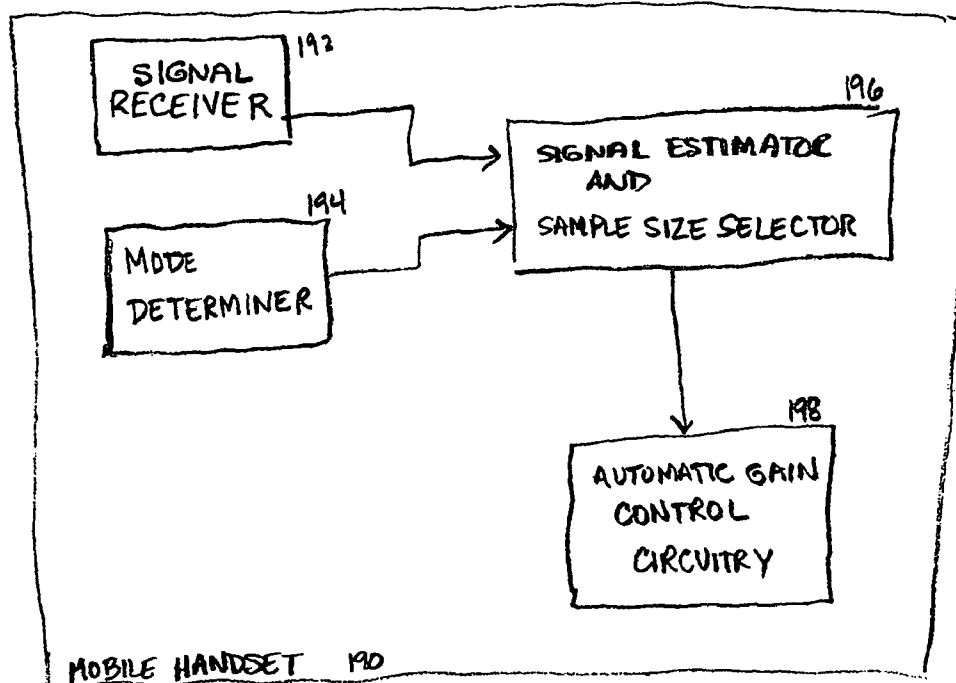 192
SIGNAL
RECEIVER
196
SIGNAL ESTIMATOR
AND
SAMPLE SIZE SELECTOR
194
MODE
DETERMINER
198
AUTOMATIC GAIN
CONTROL
CIRCUITRY
MOBILE HANDSET 190